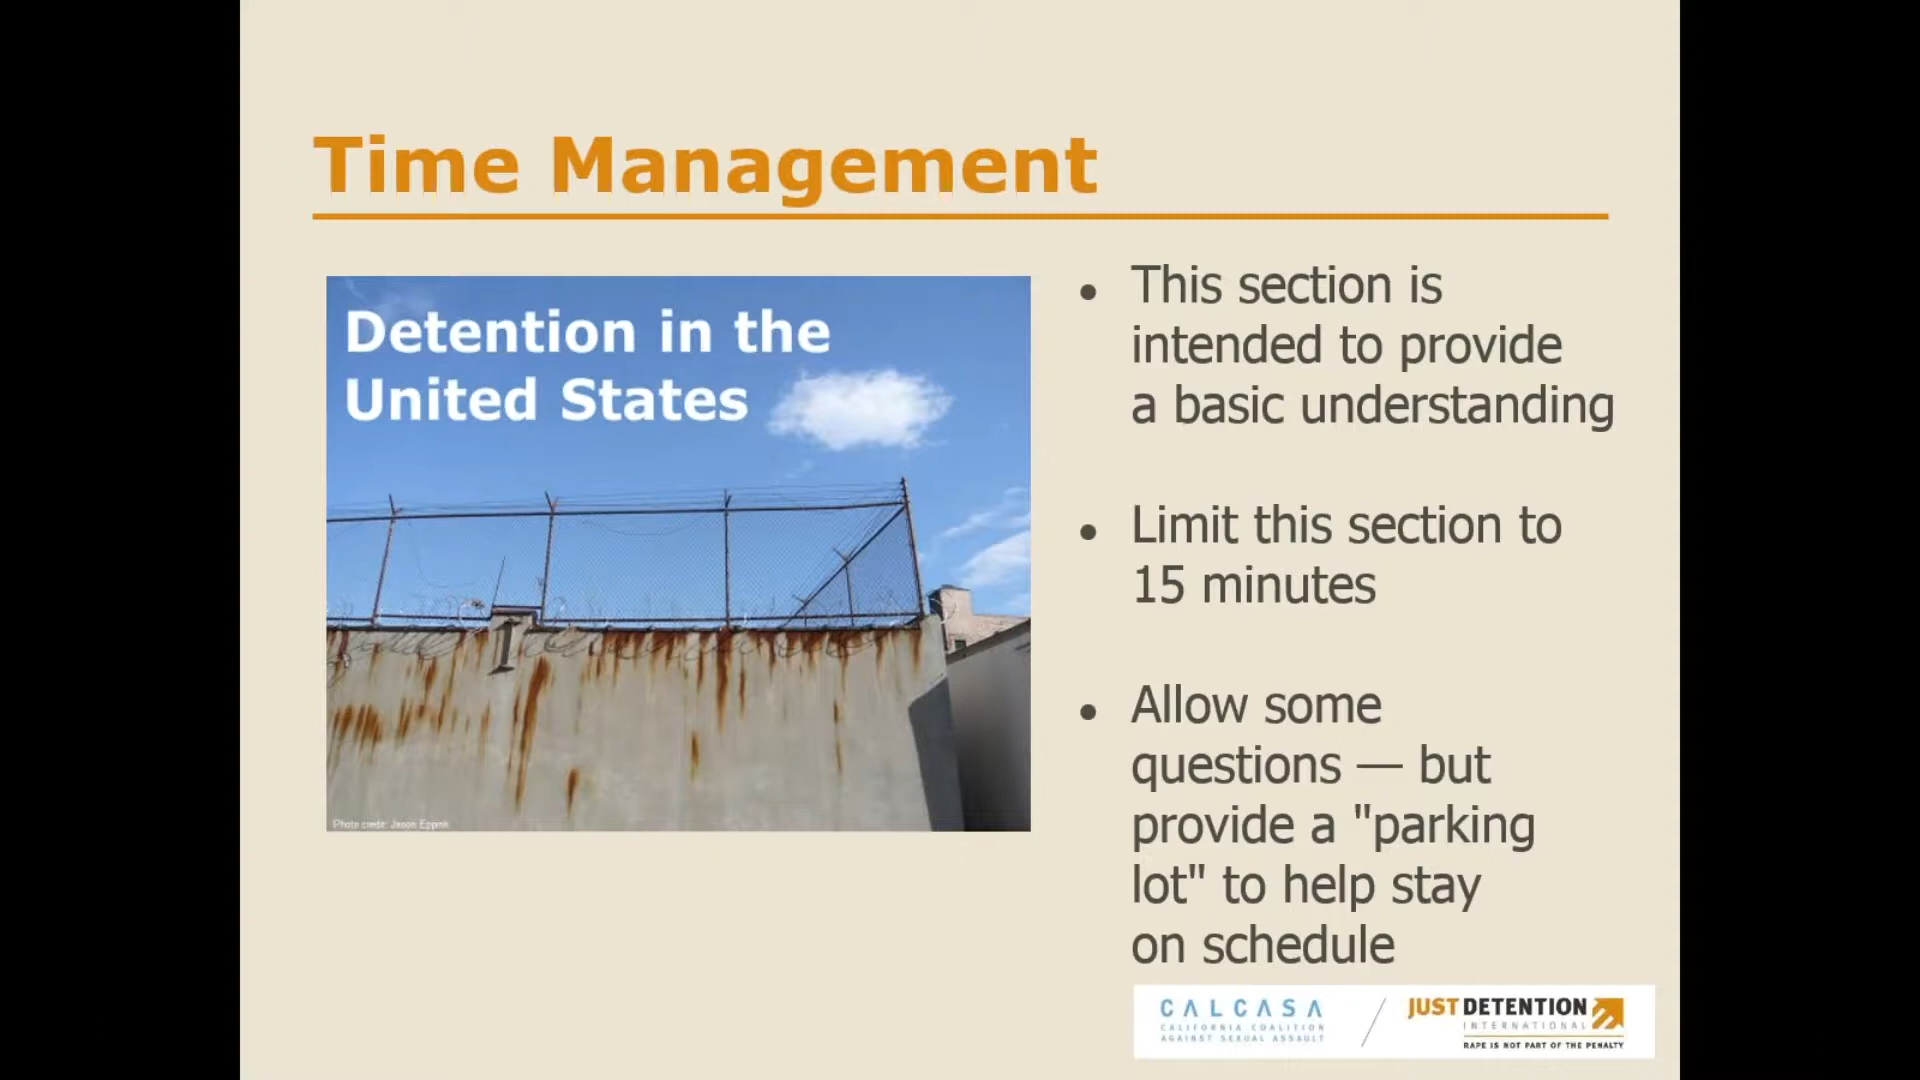 Time Management
Detention in the
United States
Photo credit: Jason Eppink
• This section is
intended to provide
a basic understanding
• Limit this section to
15 minutes
• Allow some
questions — but
provide a "parking
lot" to help stay
on schedule
CALCASA
CALIFORNIA COALITION
AGAINST SEXUAL ASSAULT
JUST DETENTION
INTERNATIONAL
RAPE IS NOT PART OF THE PENALTY